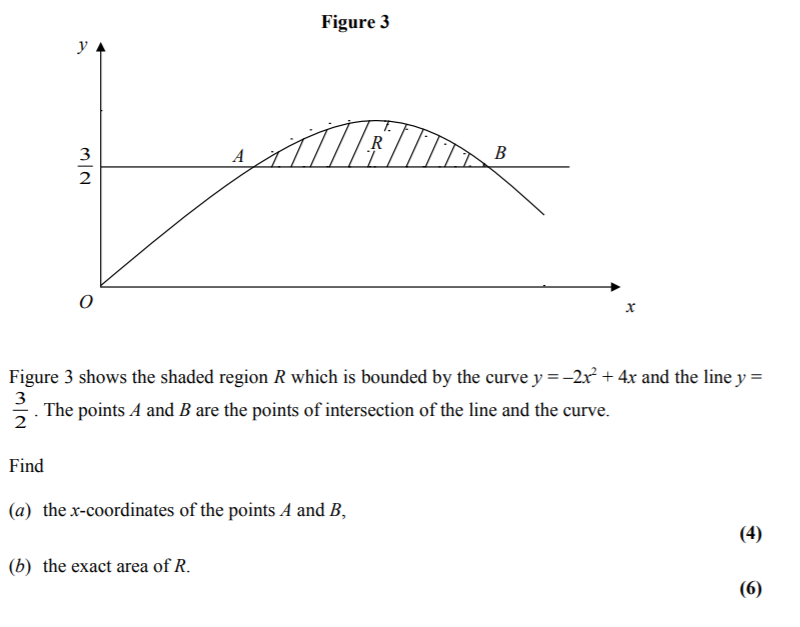 Figure 3
y
3
2
A
R
B
O
x
Figure 3 shows the shaded region R which is bounded by the curve y = –2x² + 4x and the line y =
3/2 . The points A and B are the points of intersection of the line and the curve.
Find
(a) the x-coordinates of the points A and B,
(4)
(b) the exact area of R.
(6)